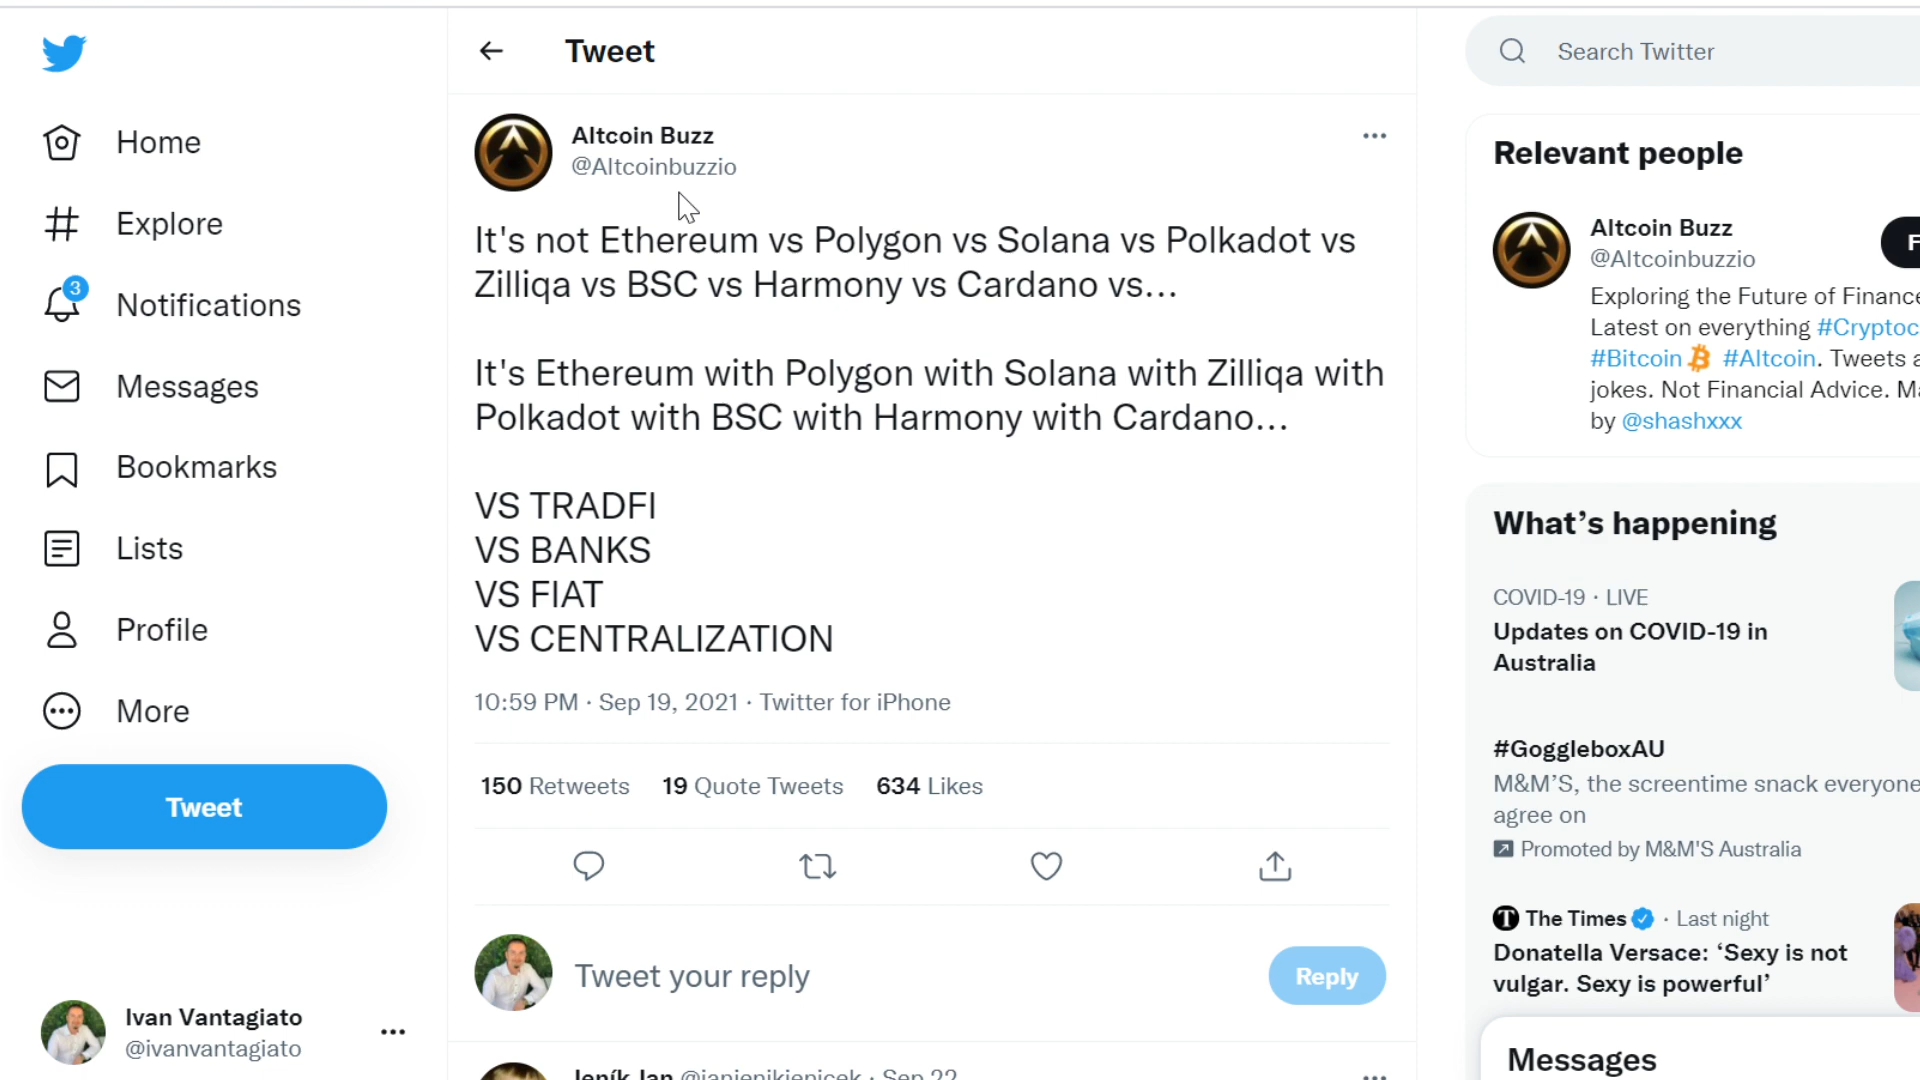 Tweet
Search Twitter
Home
Explore
3
Notifications
Messages
Bookmarks
Lists
Profile
More
Tweet
Ivan Vantagiato
@ivanvantagiato
Altcoin Buzz
@Altcoinbuzzio
It's not Ethereum vs Polygon vs Solana vs Polkadot vs
Zilliqa vs BSC vs Harmony vs Cardano vs...
It's Ethereum with Polygon with Solana with Zilliqa with
Polkadot with BSC with Harmony with Cardano...
VS TRADFI
VS BANKS
VS FIAT
VS CENTRALIZATION
10:59 PM · Sep 19, 2021 · Twitter for iPhone
150 Retweets 19 Quote Tweets 634 Likes
Tweet your reply
Reply
Jeník Jan @janjenikjenicek · Sep 22
Relevant people
Altcoin Buzz
@Altcoinbuzzio
F
Exploring the Future of Finance
Latest on everything #Cryptoc
#Bitcoin #Altcoin. Tweets a
jokes. Not Financial Advice. Ma
by @shashxxx
What's happening
COVID-19 · LIVE
Updates on COVID-19 in
Australia
#GoggleboxAU
M&M'S, the screentime snack everyone
agree on
Promoted by M&M'S Australia
The Times · Last night
Donatella Versace: ‘Sexy is not
vulgar. Sexy is powerful’
Messages